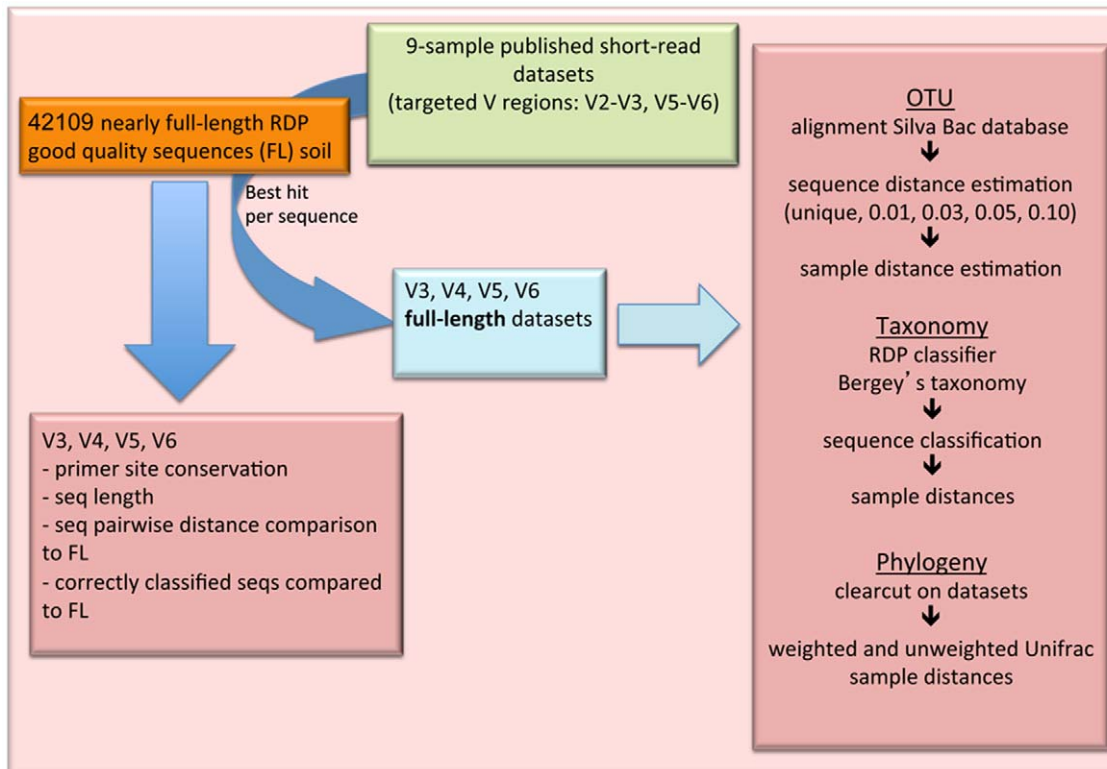 9-sample published short-read
datasets
(targeted V regions: V2-V3, V5-V6)
42109 nearly full-length RDP
good quality sequences (FL) soil
Best hit
per sequence
V3, V4, V5, V6
full-length datasets
V3, V4, V5, V6
- primer site conservation
- seq length
- seq pairwise distance comparison
to FL
- correctly classified seqs compared
to FL
OTU
alignment Silva Bac database
sequence distance estimation
(unique, 0.01, 0.03, 0.05, 0.10)
sample distance estimation
Taxonomy
RDP classifier
Bergey's taxonomy
sequence classification
sample distances
Phylogeny
clearcut on datasets
weighted and unweighted Unifrac
sample distances